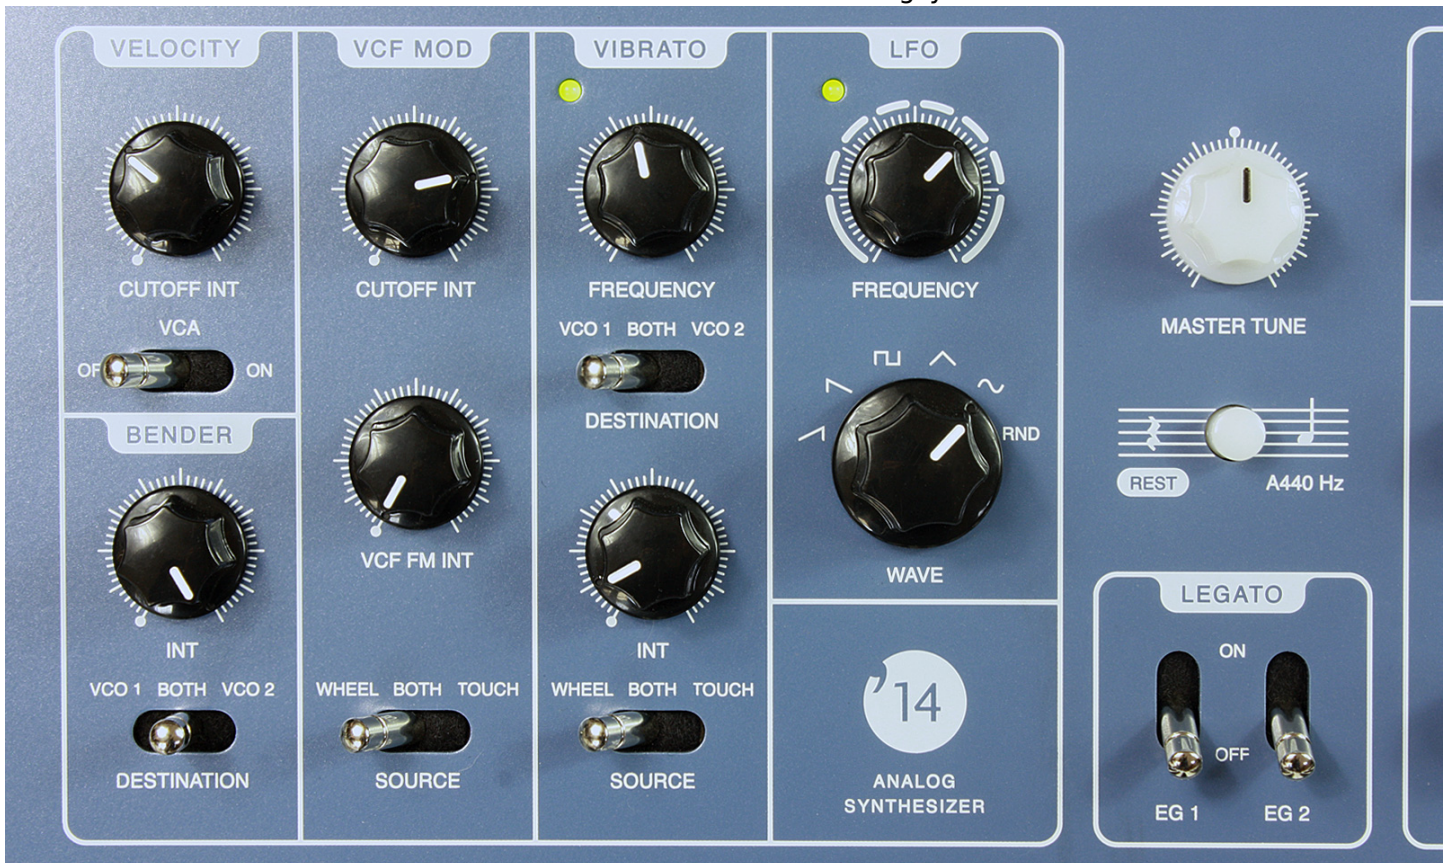 VELOCITY
CUTOFF INT
VCA
ON
BENDER
INT
VCO 1 BOTH VCO 2
DESTINATION
VCF MOD
CUTOFF INT
VCF FM INT
WHEEL BOTH TOUCH
SOURCE
VIBRATO
FREQUENCY
VCO 1 BOTH VCO 2
DESTINATION
INT
WHEEL BOTH TOUCH
SOURCE
LFO
FREQUENCY
RND
WAVE
’14
ANALOG
SYNTHESIZER
MASTER TUNE
REST A440 Hz
LEGATO
ON
OFF
EG 1 EG 2